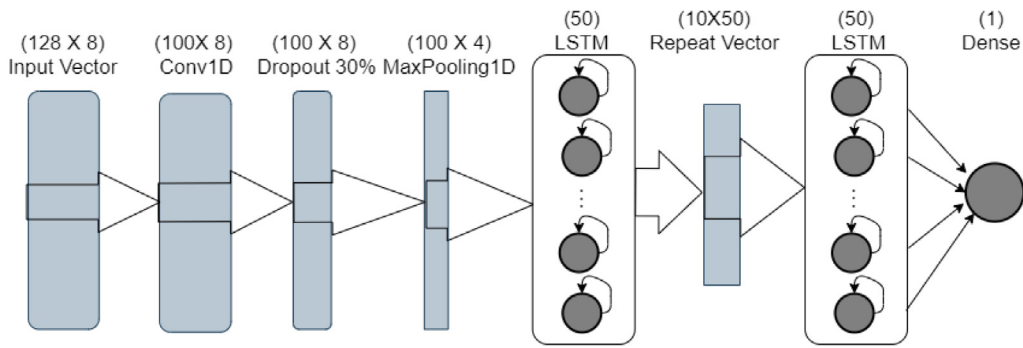 (128 X 8)
Input Vector
(100X 8)
Conv1D
(100 X 8)
Dropout 30%
(100 X 4)
MaxPooling1D
(50)
LSTM
(10X50)
Repeat Vector
(50)
LSTM
(1)
Dense